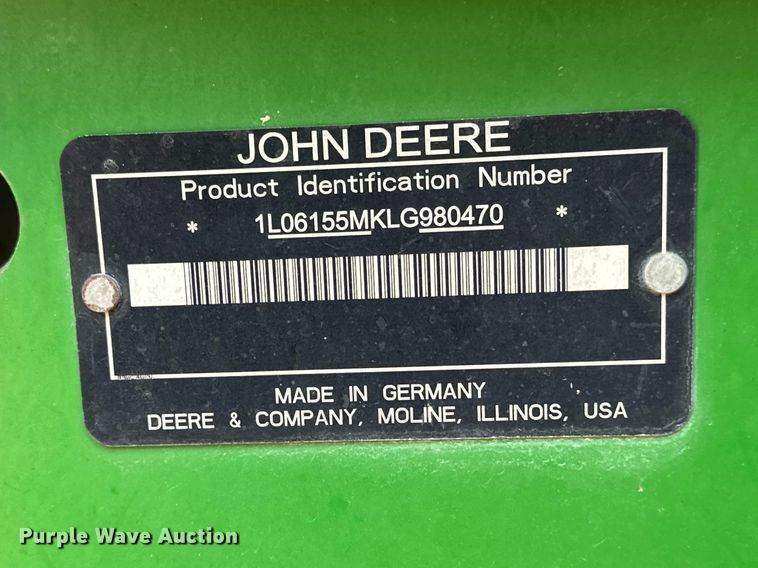 JOHN DEERE
Product Identification Number
* 1L06155MKLG980470 *
MADE IN GERMANY
DEERE & COMPANY, MOLINE, ILLINOIS, USA
Purple Wave Auction